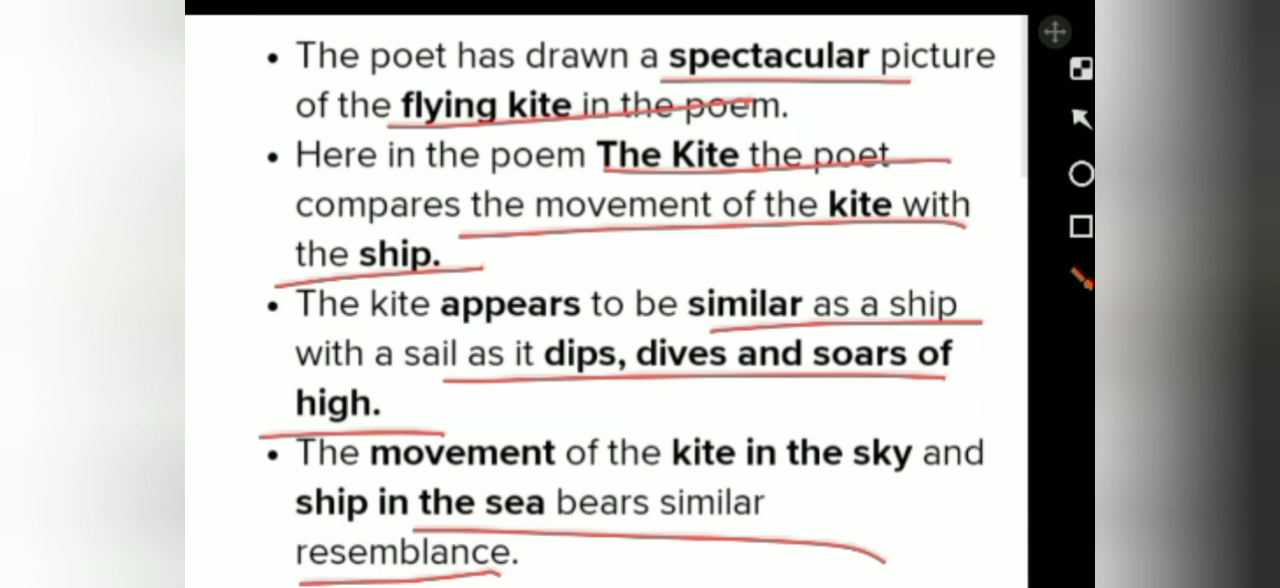 • The poet has drawn a spectacular picture
of the flying kite in the poem.
• Here in the poem The Kite the poet
compares the movement of the kite with
the ship.
• The kite appears to be similar as a ship
with a sail as it dips, dives and soars of
high.
• The movement of the kite in the sky and
ship in the sea bears similar
resemblance.